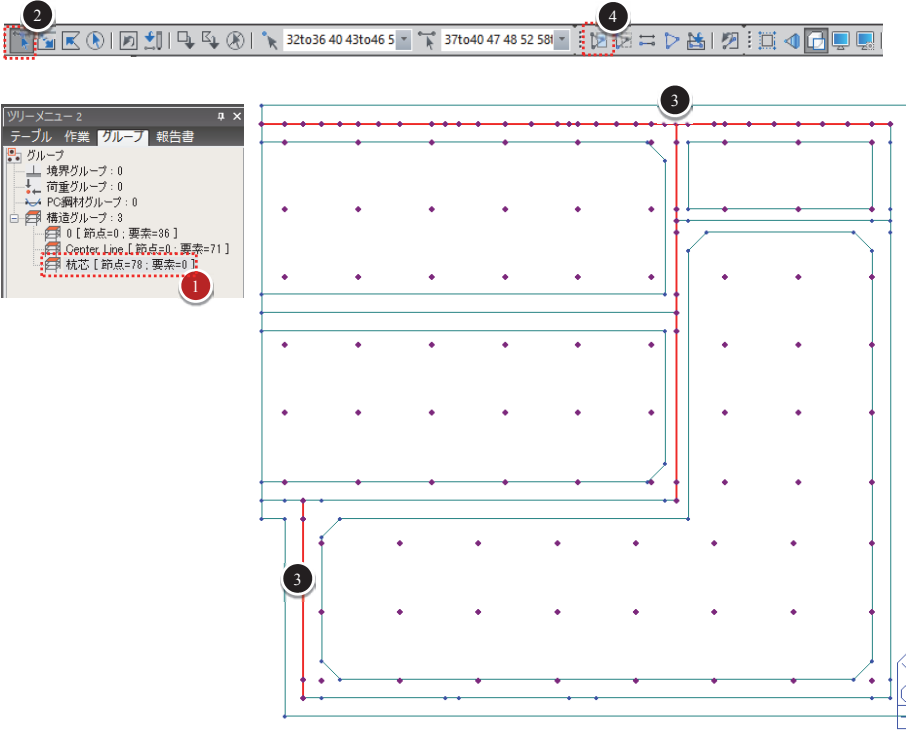 2
4
32to36 40 43to46 5
37to40 47 48 52 58t
3
ツリーメニュー 2
テーブル 作業 グループ 報告書
グループ
境界グループ : 0
荷重グループ : 0
PC鋼材グループ : 0
構造グループ : 3
0 [ 節点=0 ; 要素=36 ]
Center Line [ 節点=0 ; 要素=71 ]
杭芯 [ 節点=78 ; 要素=0 ]
1
3